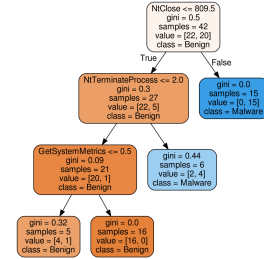 NtClose <= 809.5
gini = 0.5
samples = 42
value = [22, 20]
class = Benign
True
False
NtTerminateProcess <= 2.0
gini = 0.3
samples = 27
value = [22, 5]
class = Benign
gini = 0.0
samples = 15
value = [0, 15]
class = Malware
GetSystemMetrics <= 0.5
gini = 0.09
samples = 21
value = [20, 1]
class = Benign
gini = 0.44
samples = 6
value = [2, 4]
class = Malware
gini = 0.32
samples = 5
value = [4, 1]
class = Benign
gini = 0.0
samples = 16
value = [16, 0]
class = Benign